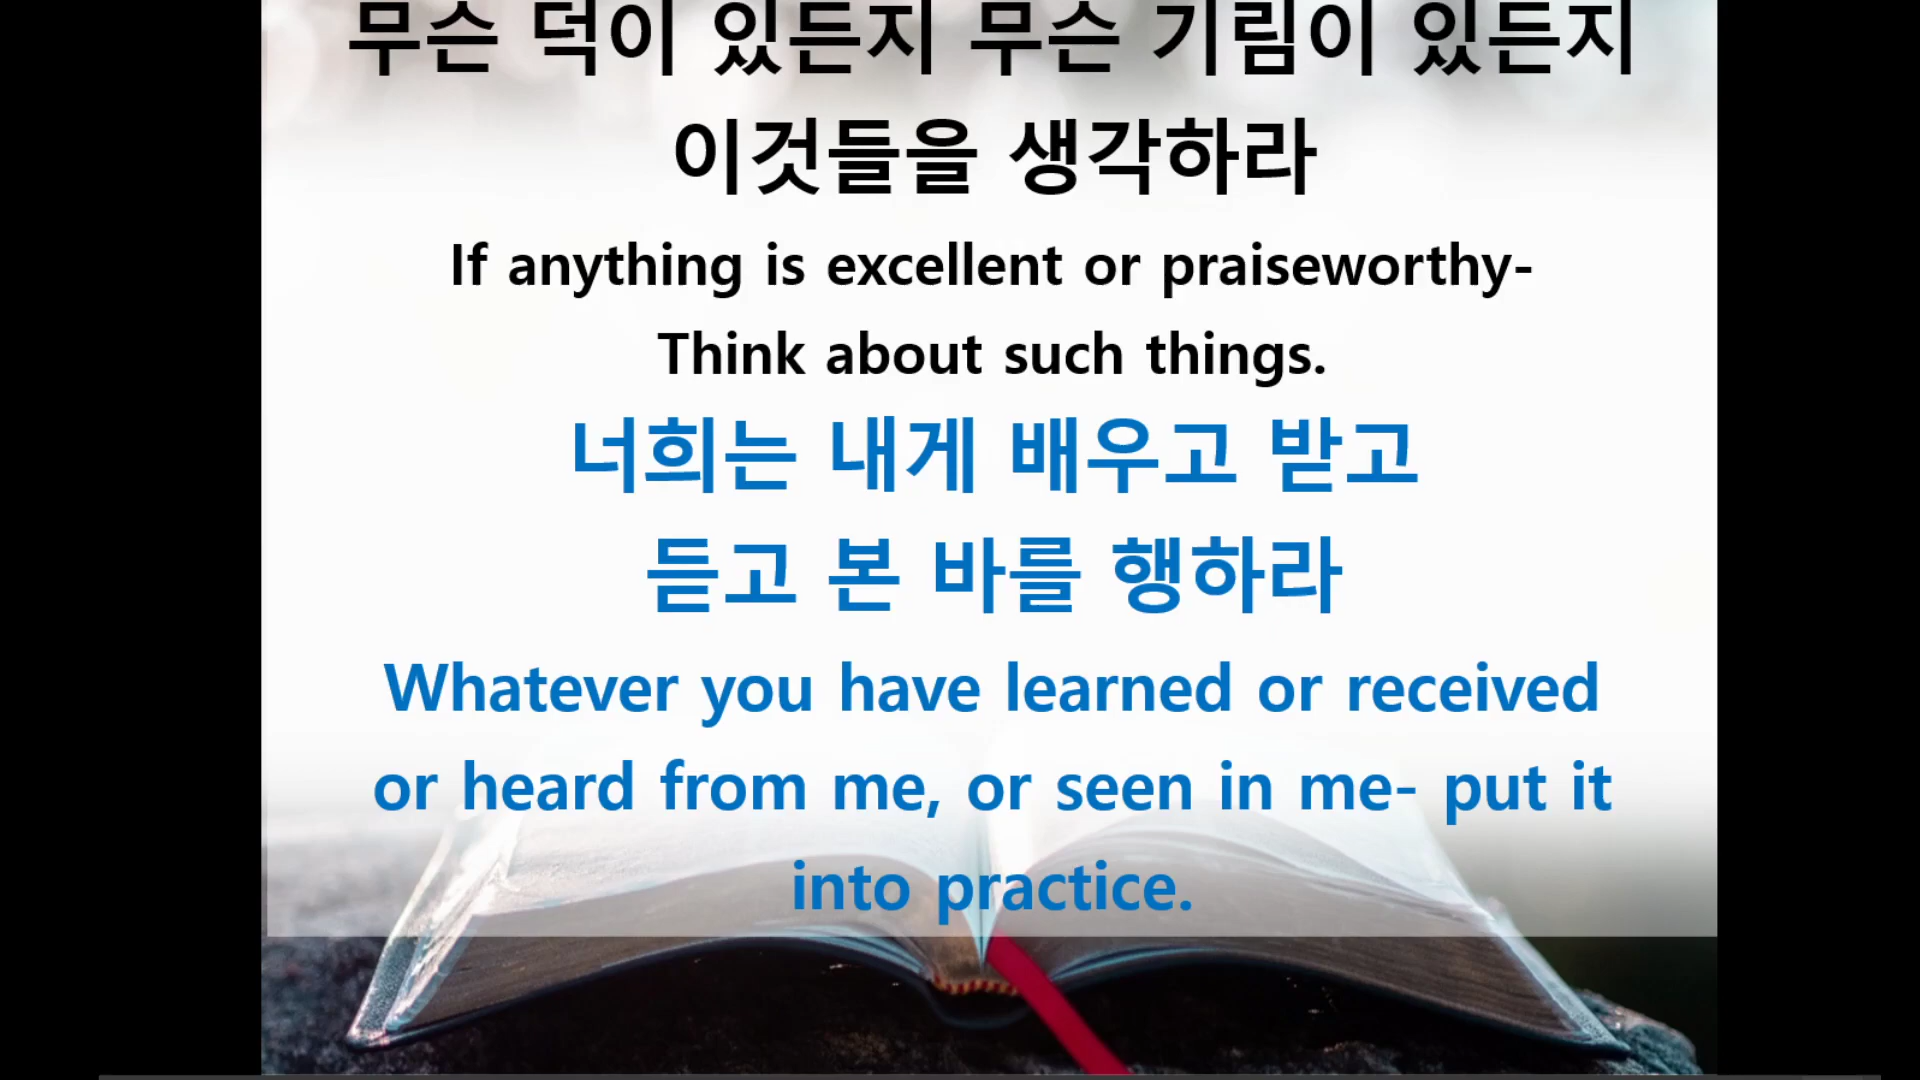 무슨 덕이 있든지 무슨 기림이 있든지
이것들을 생각하라
If anything is excellent or praiseworthy-
Think about such things.
너희는 내게 배우고 받고
듣고 본 바를 행하라
Whatever you have learned or received
or heard from me, or seen in me- put it
into practice.